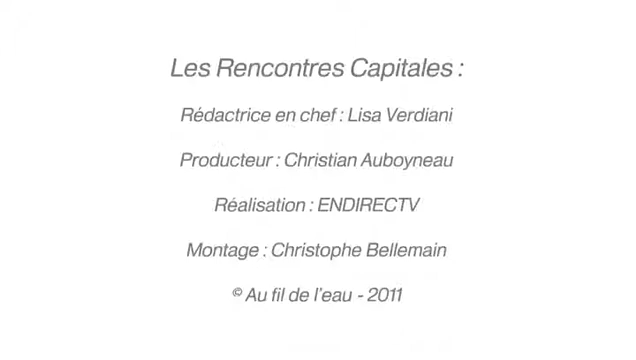 Les Rencontres Capitales :
Rédactrice en chef : Lisa Verdiani
Producteur : Christian Auboyneau
Réalisation : ENDIRECTV
Montage : Christophe Bellemain
© Au fil de l'eau - 2011